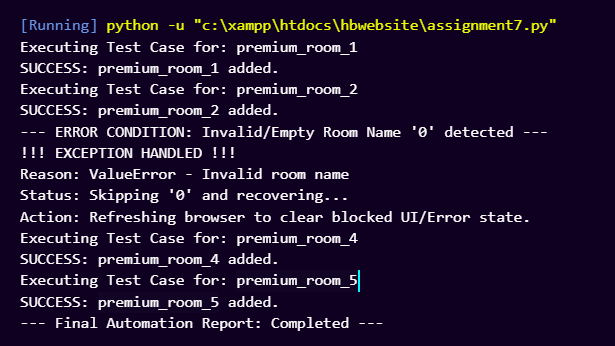 [Running] python -u "c:\xampp\htdocs\hbwebsite\assignment7.py"
Executing Test Case for: premium_room_1
SUCCESS: premium_room_1 added.
Executing Test Case for: premium_room_2
SUCCESS: premium_room_2 added.
--- ERROR CONDITION: Invalid/Empty Room Name '0' detected ---
!!! EXCEPTION HANDLED !!!
Reason: ValueError - Invalid room name
Status: Skipping '0' and recovering...
Action: Refreshing browser to clear blocked UI/Error state.
Executing Test Case for: premium_room_4
SUCCESS: premium_room_4 added.
Executing Test Case for: premium_room_5
SUCCESS: premium_room_5 added.
--- Final Automation Report: Completed ---